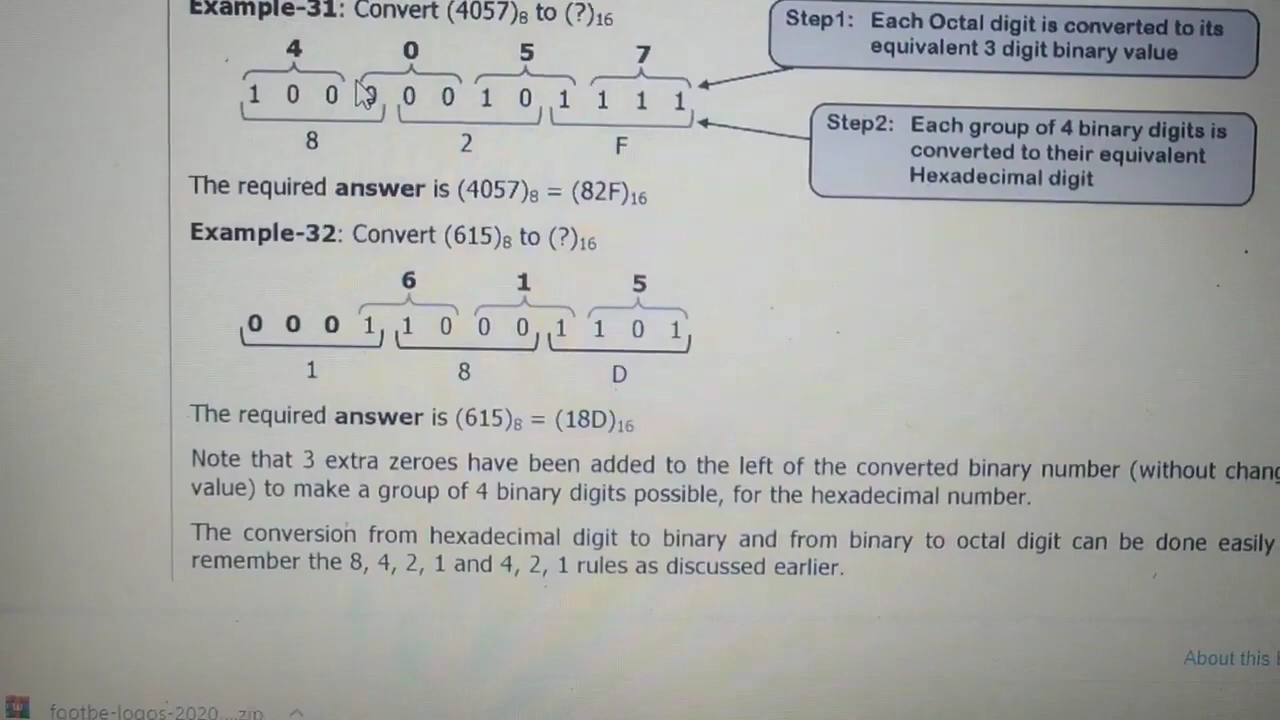 Example-31: Convert (4057)8 to (?)16
Step1: Each Octal digit is converted to its
equivalent 3 digit binary value
4 0 5 7
1 0 0 0 0 0 1 0 1 1 1 1
8 2 F
Step2: Each group of 4 binary digits is
converted to their equivalent
Hexadecimal digit
The required answer is (4057)8 = (82F)16
Example-32: Convert (615)8 to (?)16
6 1 5
0 0 0 1 1 0 0 0 1 1 0 1
1 8 D
The required answer is (615)8 = (18D)16
Note that 3 extra zeroes have been added to the left of the converted binary number (without chang
value) to make a group of 4 binary digits possible, for the hexadecimal number.
The conversion from hexadecimal digit to binary and from binary to octal digit can be done easily
remember the 8, 4, 2, 1 and 4, 2, 1 rules as discussed earlier.
About this
footbe-logos-2020....zip